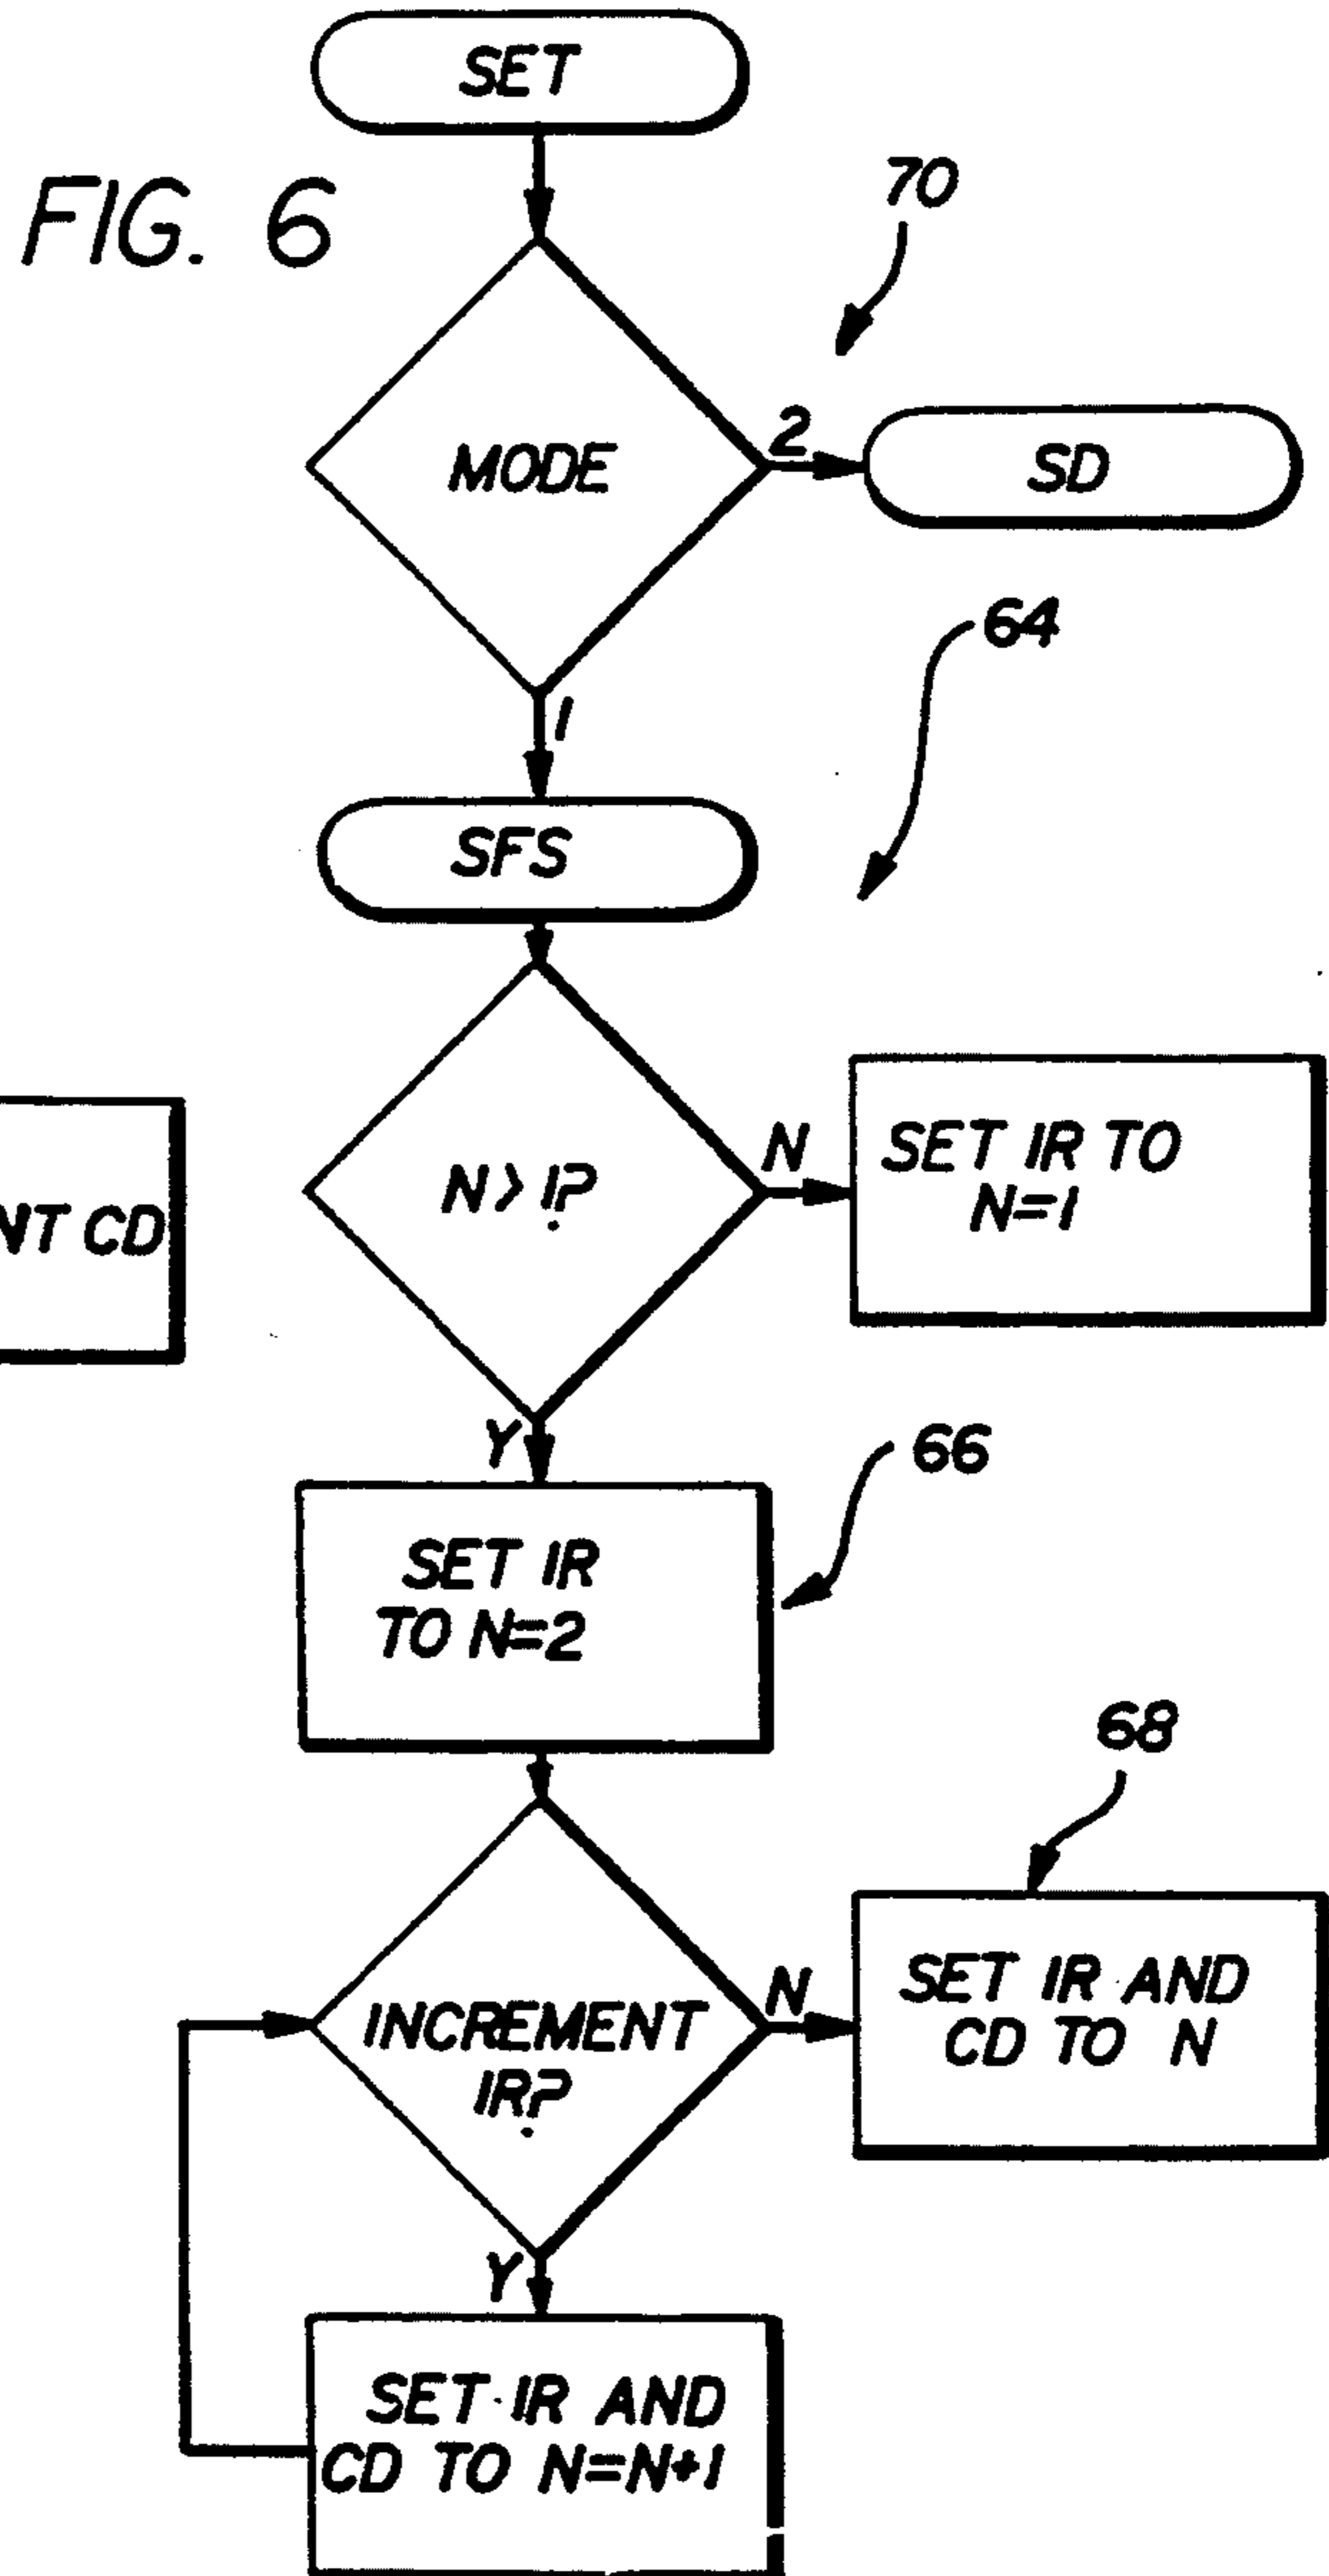 SET
FIG. 6
70
MODE
2
SD
1
64
SFS
N > 1?
N
SET IR TO
N=1
NT CD
Y
66
SET IR
TO N=2
68
INCREMENT
IR?
N
SET IR AND
CD TO N
Y
SET IR AND
CD TO N=N+1